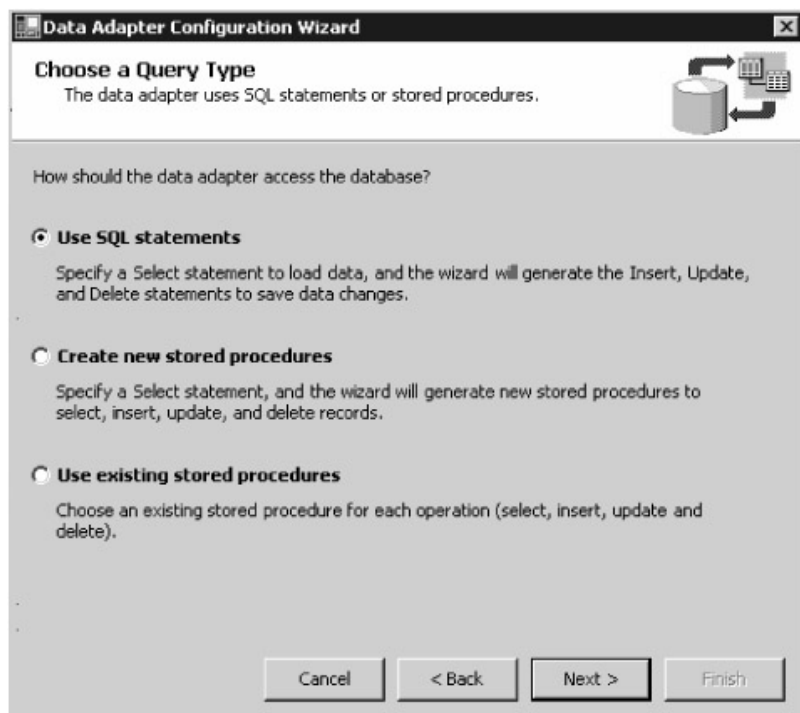 Data Adapter Configuration Wizard
Choose a Query Type
The data adapter uses SQL statements or stored procedures.
How should the data adapter access the database?
Use SQL statements
Specify a Select statement to load data, and the wizard will generate the Insert, Update,
and Delete statements to save data changes.
Create new stored procedures
Specify a Select statement, and the wizard will generate new stored procedures to
select, insert, update, and delete records.
Use existing stored procedures
Choose an existing stored procedure for each operation (select, insert, update and
delete).
Cancel
< Back
Next >
Finish